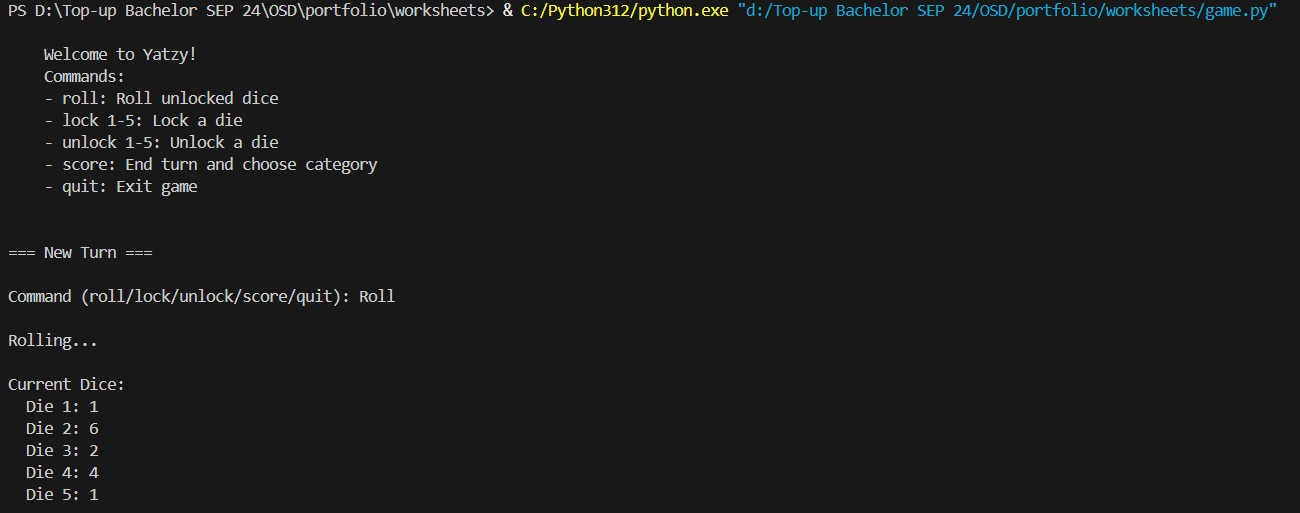 PS D:\Top-up Bachelor SEP 24\OSD\portfolio\worksheets> & C:/Python312/python.exe "d:/Top-up Bachelor SEP 24/OSD/portfolio/worksheets/game.py"
Welcome to Yatzy!
Commands:
- roll: Roll unlocked dice
- lock 1-5: Lock a die
- unlock 1-5: Unlock a die
- score: End turn and choose category
- quit: Exit game
=== New Turn ===
Command (roll/lock/unlock/score/quit): Roll
Rolling...
Current Dice:
Die 1: 1
Die 2: 6
Die 3: 2
Die 4: 4
Die 5: 1